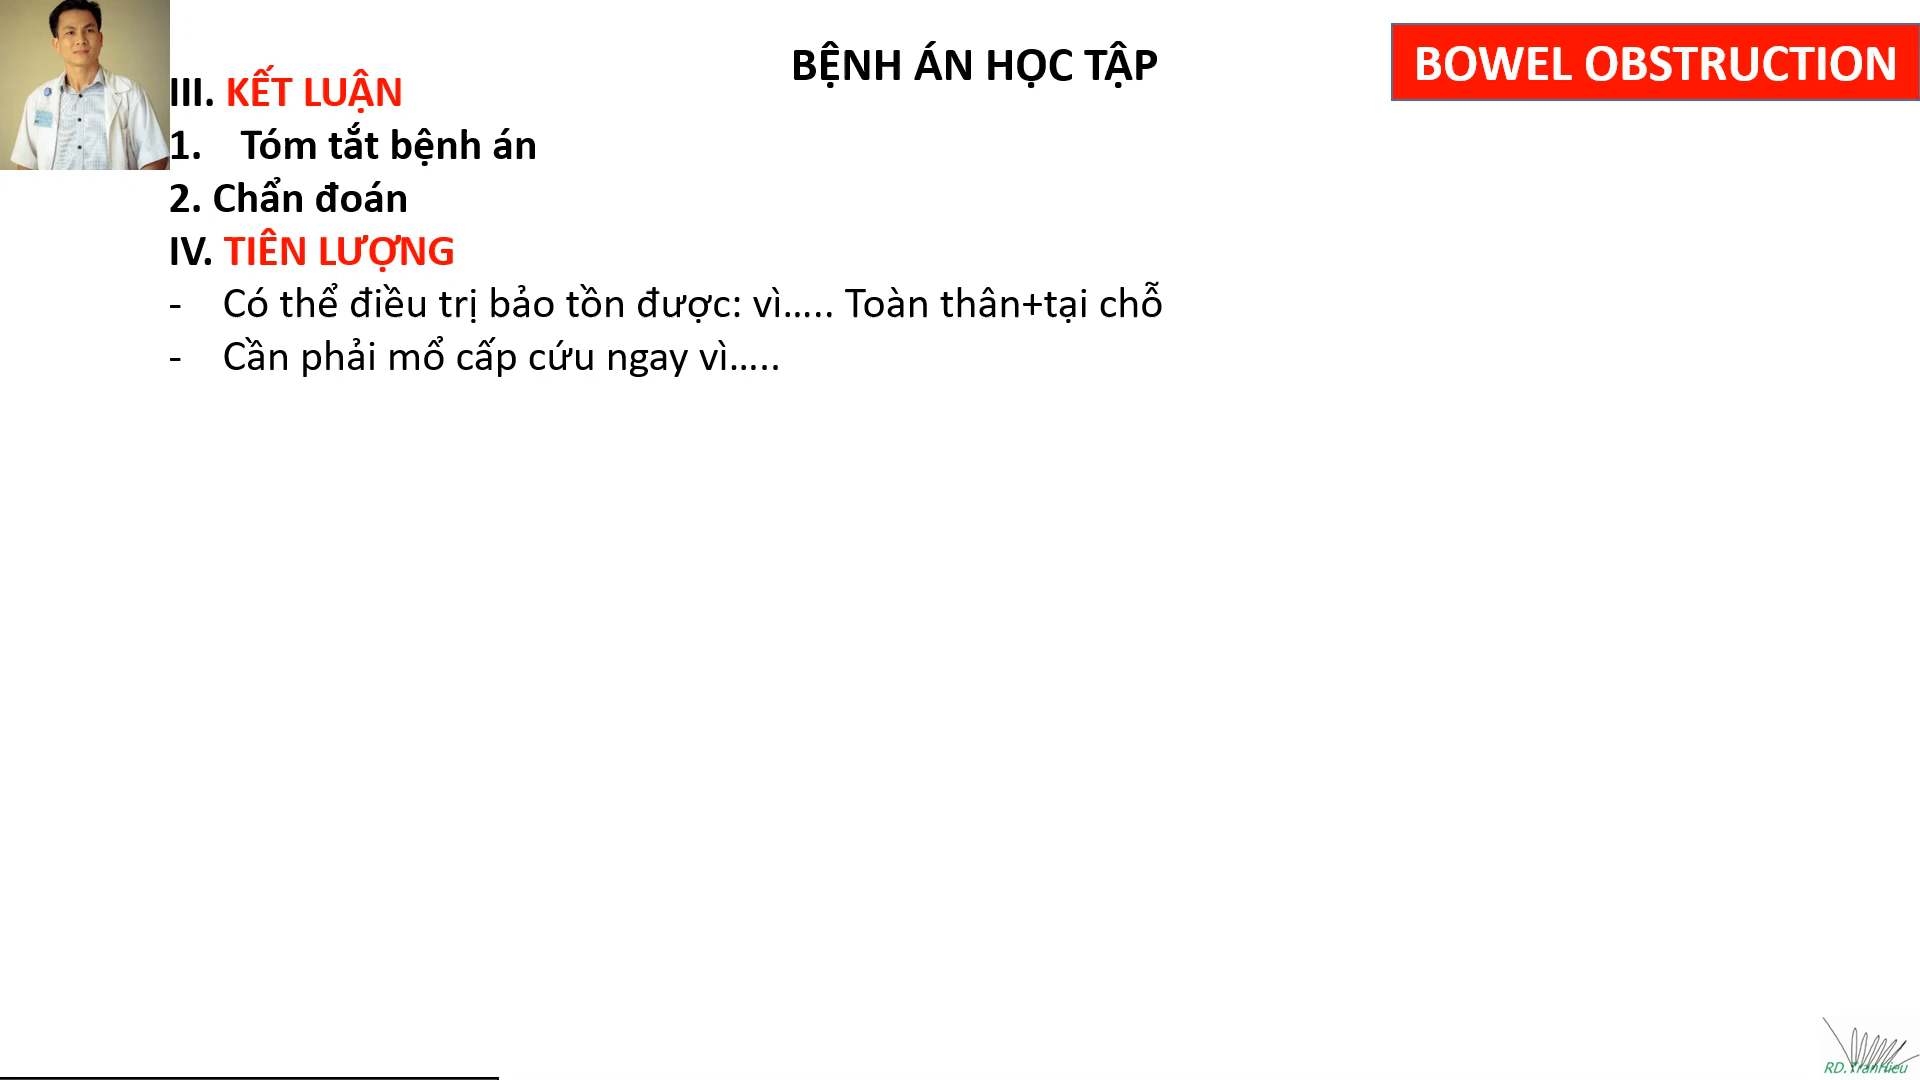 BỆNH ÁN HỌC TẬP
BOWEL OBSTRUCTION
III. KẾT LUẬN
1. Tóm tắt bệnh án
2. Chẩn đoán
IV. TIÊN LƯỢNG
- Có thể điều trị bảo tồn được: vì….. Toàn thân+tại chỗ
- Cần phải mổ cấp cứu ngay vì…..
RD.TranHieu